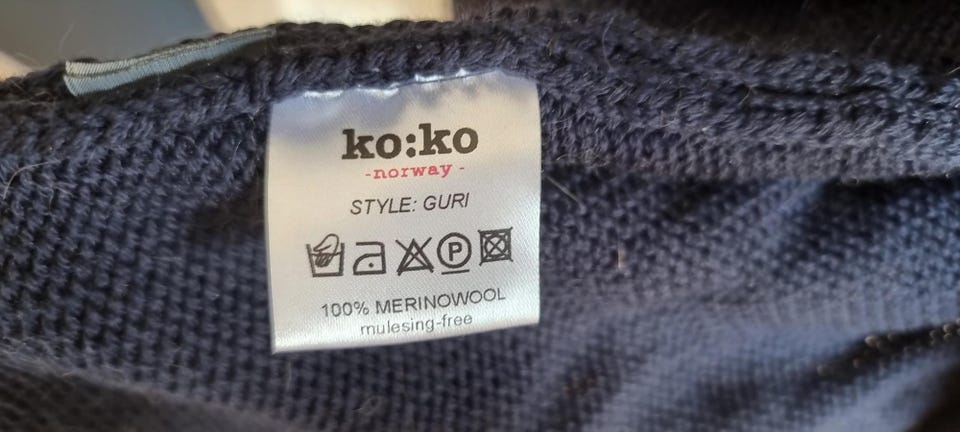 ko:ko
-norway-
STYLE: GURI
P
100% MERINOWOOL
mulesing-free